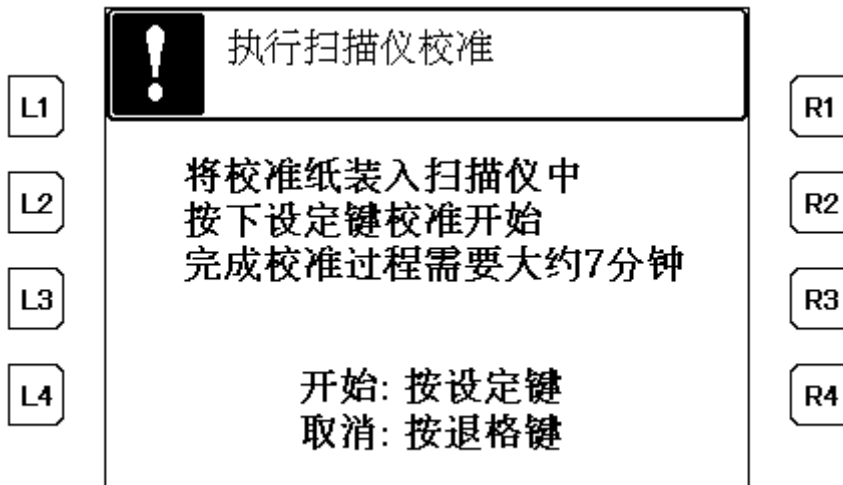 执行扫描仪校准
L1
R1
将校准纸装入扫描仪中
L2
按下设定键校准开始
R2
完成校准过程需要大约7分钟
L3
R3
开始: 按设定键
L4
R4
取消: 按退格键